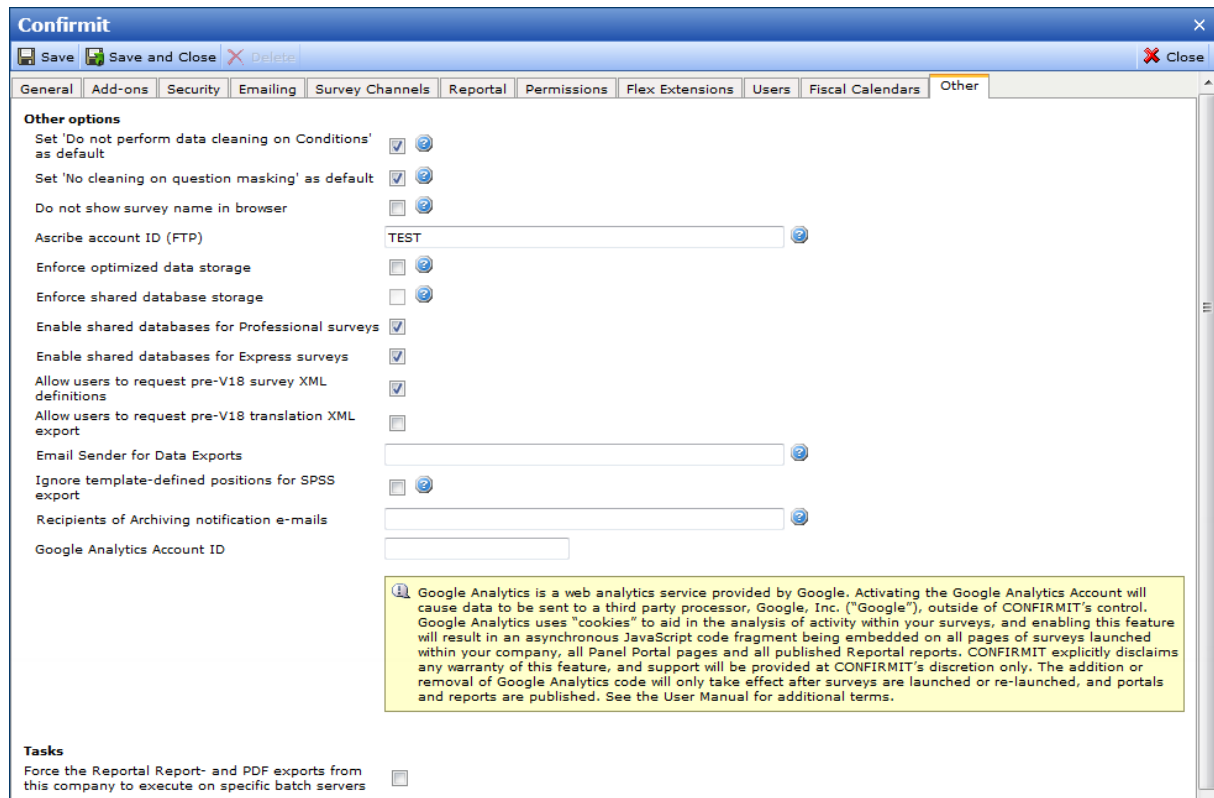 Confirmit
Save Save and Close Delete Close
General Add-ons Security Emailing Survey Channels Reportal Permissions Flex Extensions Users Fiscal Calendars Other
Other options
Set 'Do not perform data cleaning on Conditions'
as default
Set 'No cleaning on question masking' as default
Do not show survey name in browser
Ascribe account ID (FTP) TEST
Enforce optimized data storage
Enforce shared database storage
Enable shared databases for Professional surveys
Enable shared databases for Express surveys
Allow users to request pre-V18 survey XML
definitions
Allow users to request pre-V18 translation XML
export
Email Sender for Data Exports
Ignore template-defined positions for SPSS
export
Recipients of Archiving notification e-mails
Google Analytics Account ID
Google Analytics is a web analytics service provided by Google. Activating the Google Analytics Account will
cause data to be sent to a third party processor, Google, Inc. (“Google”), outside of CONFIRMIT’s control.
Google Analytics uses “cookies” to aid in the analysis of activity within your surveys, and enabling this feature
will result in an asynchronous JavaScript code fragment being embedded on all pages of surveys launched
within your company, all Panel Portal pages and all published Reportal reports. CONFIRMIT explicitly disclaims
any warranty of this feature, and support will be provided at CONFIRMIT’s discretion only. The addition or
removal of Google Analytics code will only take effect after surveys are launched or re-launched, and portals
and reports are published. See the User Manual for additional terms.
Tasks
Force the Reportal Report- and PDF exports from
this company to execute on specific batch servers